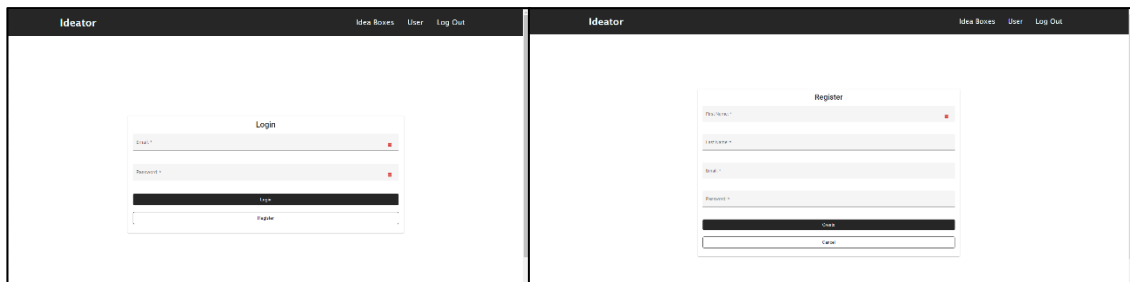 Ideator
Idea Boxes User Log Out
Login
Email *
Password *
Login
Register
Ideator
Idea Boxes User Log Out
Register
First Name *
Last Name *
Email *
Password *
Create
Cancel